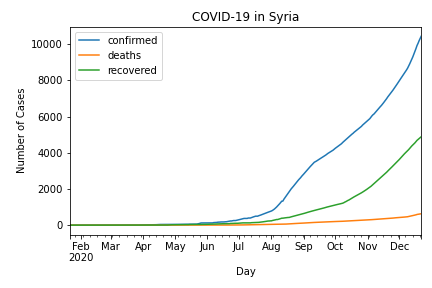 COVID-19 in Syria
confirmed
deaths
recovered
Number of Cases
10000
8000
6000
4000
2000
0
Feb Mar Apr May Jun Jul Aug Sep Oct Nov Dec
2020
Day